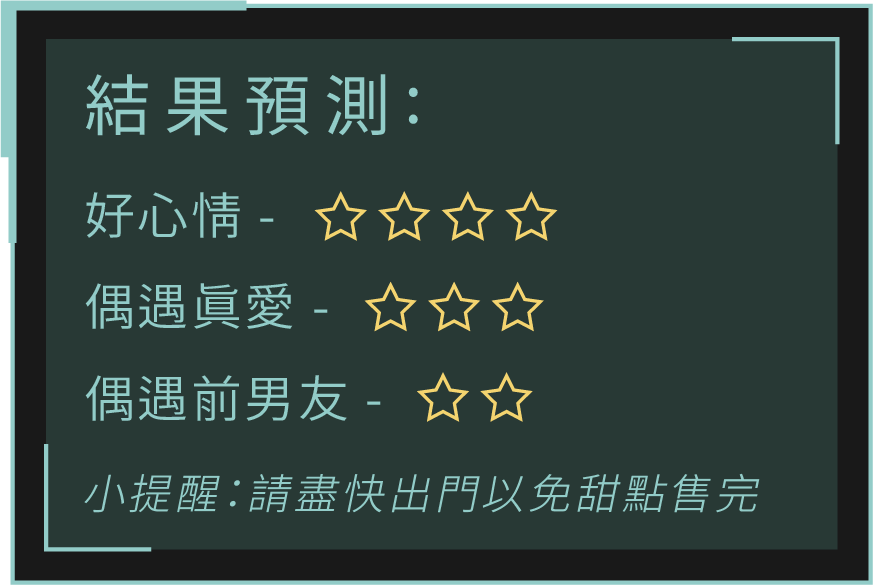 結果預測：
好心情 - ☆☆☆☆
偶遇眞愛 - ☆☆☆
偶遇前男友 - ☆☆
小提醒：請盡快出門以免甜點售完